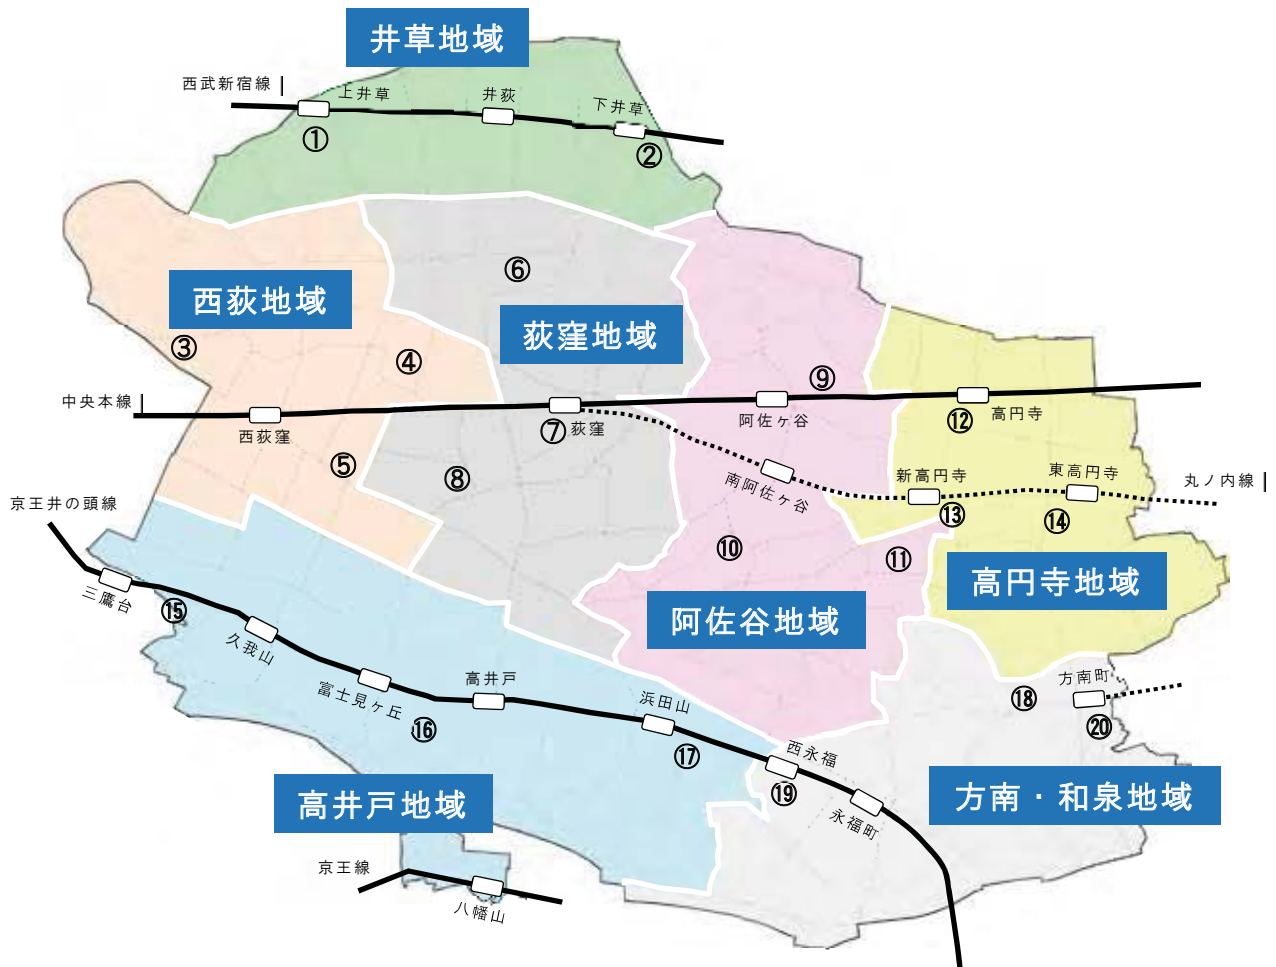 井草地域
西武新宿線
上井草
井荻
下井草
①
②
西荻地域
⑥
荻窪地域
③
④
⑨
中央本線
西荻窪
⑦
荻窪
阿佐ヶ谷
⑫
高円寺
⑤
⑧
南阿佐ヶ谷
新高円寺
東高円寺
丸ノ内線
京王井の頭線
⑬
⑭
⑩
⑪
高円寺地域
三鷹台
⑮
阿佐谷地域
久我山
富士見ヶ丘
高井戸
浜田山
方南町
⑱
⑯
⑳
⑰
西永福
高井戸地域
⑲
永福町
方南・和泉地域
京王線
八幡山